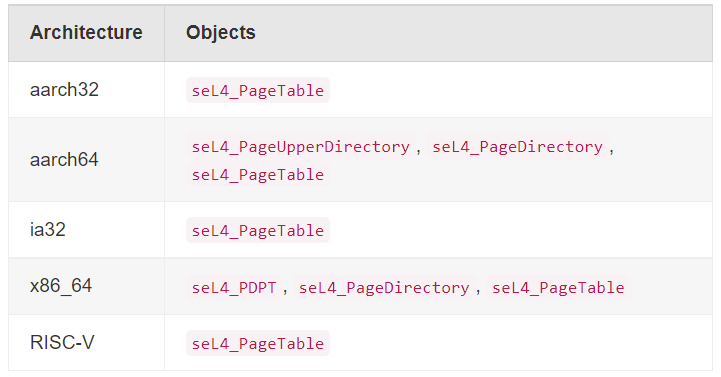 Architecture Objects
aarch32 seL4_PageTable
aarch64 seL4_PageUpperDirectory , seL4_PageDirectory ,
seL4_PageTable
ia32 seL4_PageTable
x86_64 seL4_PDPT , seL4_PageDirectory , seL4_PageTable
RISC-V seL4_PageTable